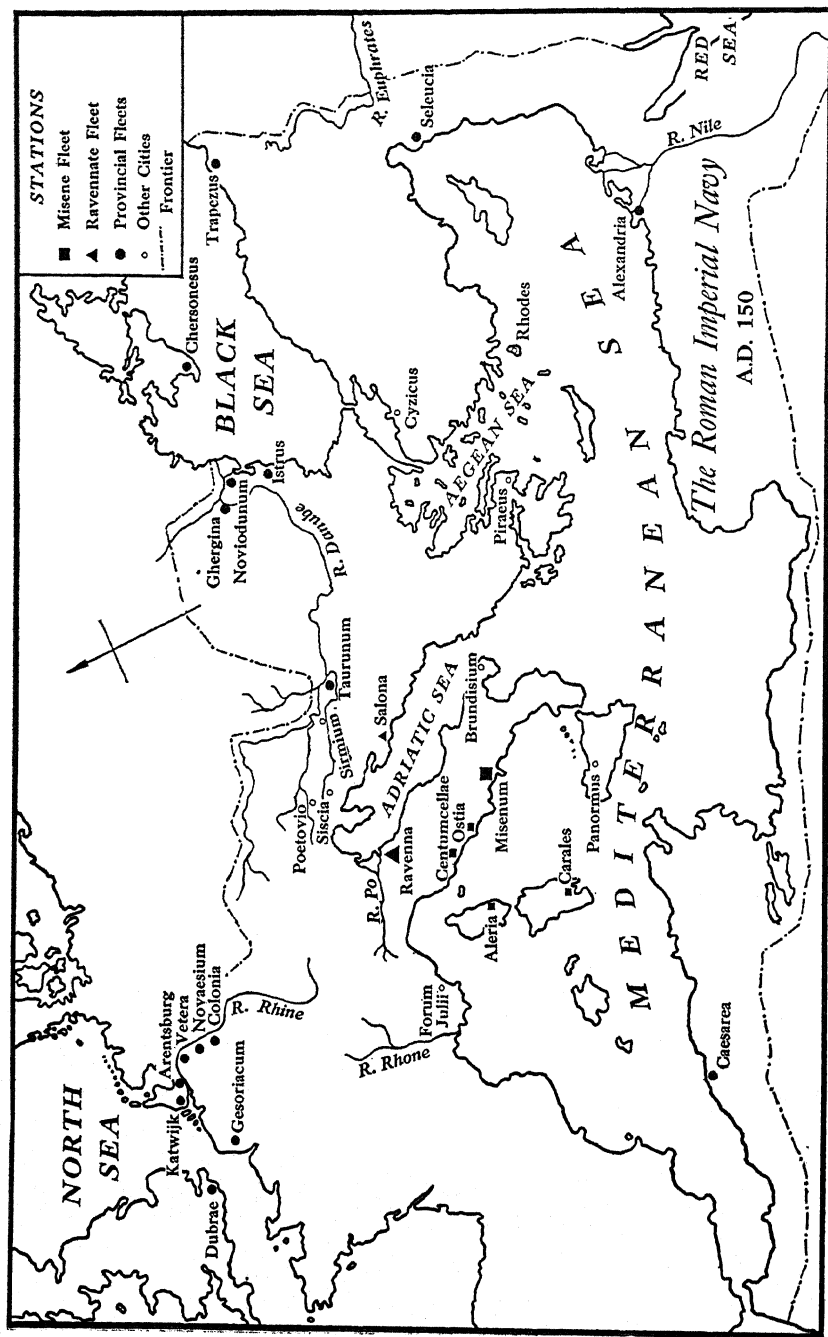 STATIONS
Misene Fleet
Ravennate Fleet
Provincial Fleets
Other Cities
Frontier
NORTH
SEA
Dubrae
Katwijk
Arentsburg
Vetera
Novaesium
Colonia
Gesoriacum
R. Rhine
R. Rhone
Forum
Julii
R. Po
Ravenna
Poetovio
Siscia
Sirmium
Taurunum
Salona
ADRIATIC SEA
Centumcellae
Ostia
Misenum
Brundisium
Aleria
Carales
Panormus
Caesarea
R. Danube
Ghergina
Noviodunum
Istrus
Chersonesus
BLACK
SEA
Trapezus
R. Euphrates
Seleucia
Cyzicus
AEGEAN SEA
Piraeus
Rhodes
MEDITERRANEAN SEA
Alexandria
R. Nile
RED
SEA
The Roman Imperial Navy
A.D. 150